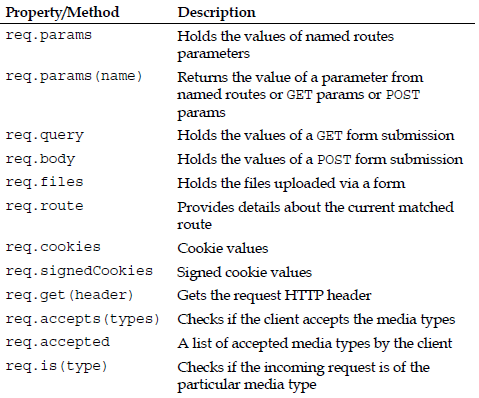 Property/Method Description
req.params Holds the values of named routes
parameters
req.params(name) Returns the value of a parameter from
named routes or GET params or POST
params
req.query Holds the values of a GET form submission
req.body Holds the values of a POST form submission
req.files Holds the files uploaded via a form
req.route Provides details about the current matched
route
req.cookies Cookie values
req.signedCookies Signed cookie values
req.get(header) Gets the request HTTP header
req.accepts(types) Checks if the client accepts the media types
req.accepted A list of accepted media types by the client
req.is(type) Checks if the incoming request is of the
particular media type